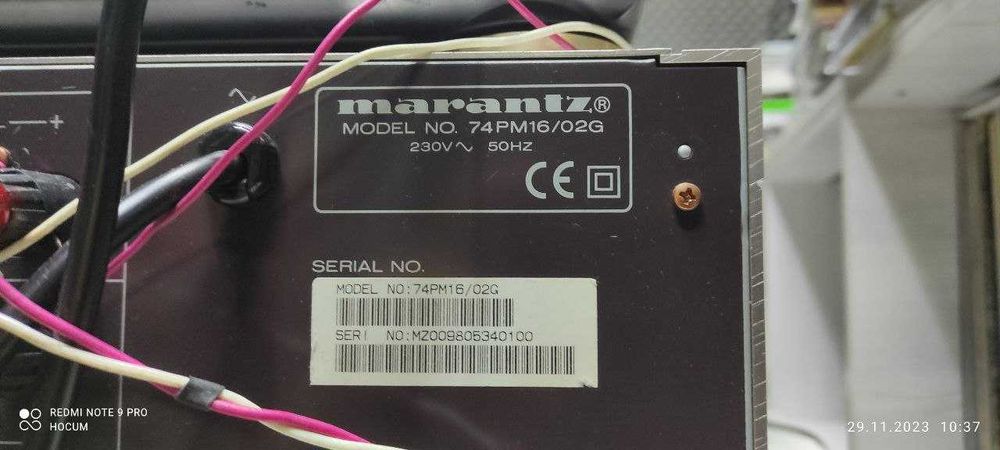 marantz®
MODEL NO. 74PM16/02G
230V∿ 50HZ
CE
SERIAL NO.
MODEL NO:74PM16/02G
SERI NO:MZ009805340100
REDMI NOTE 9 PRO
HOCUM
29.11.2023 10:37